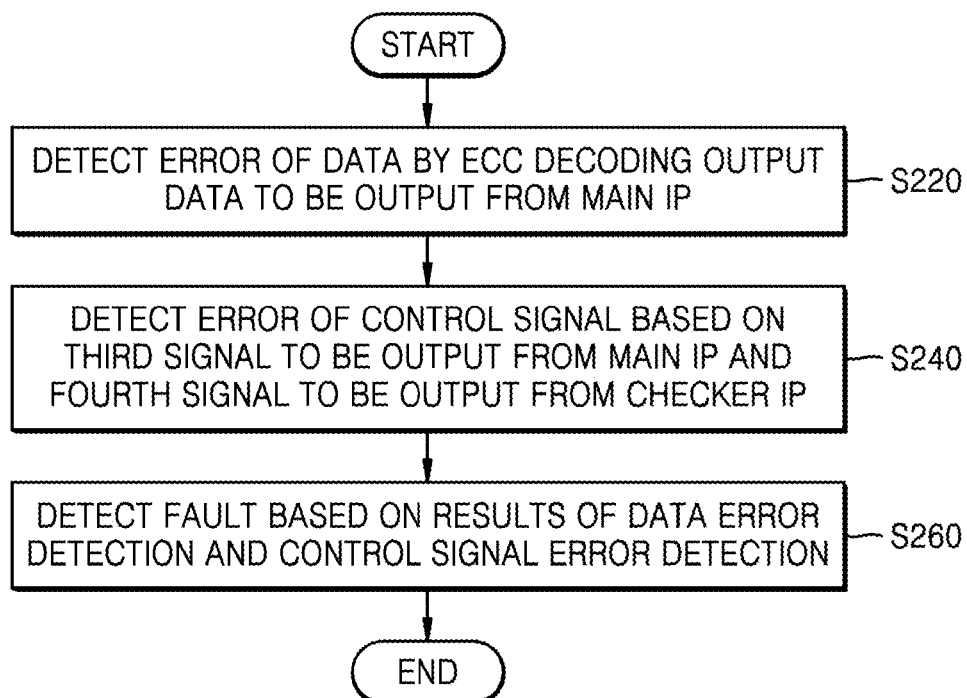 START
DETECT ERROR OF DATA BY ECC DECODING OUTPUT
DATA TO BE OUTPUT FROM MAIN IP
S220
DETECT ERROR OF CONTROL SIGNAL BASED ON
THIRD SIGNAL TO BE OUTPUT FROM MAIN IP AND
FOURTH SIGNAL TO BE OUTPUT FROM CHECKER IP
S240
DETECT FAULT BASED ON RESULTS OF DATA ERROR
DETECTION AND CONTROL SIGNAL ERROR DETECTION
S260
END